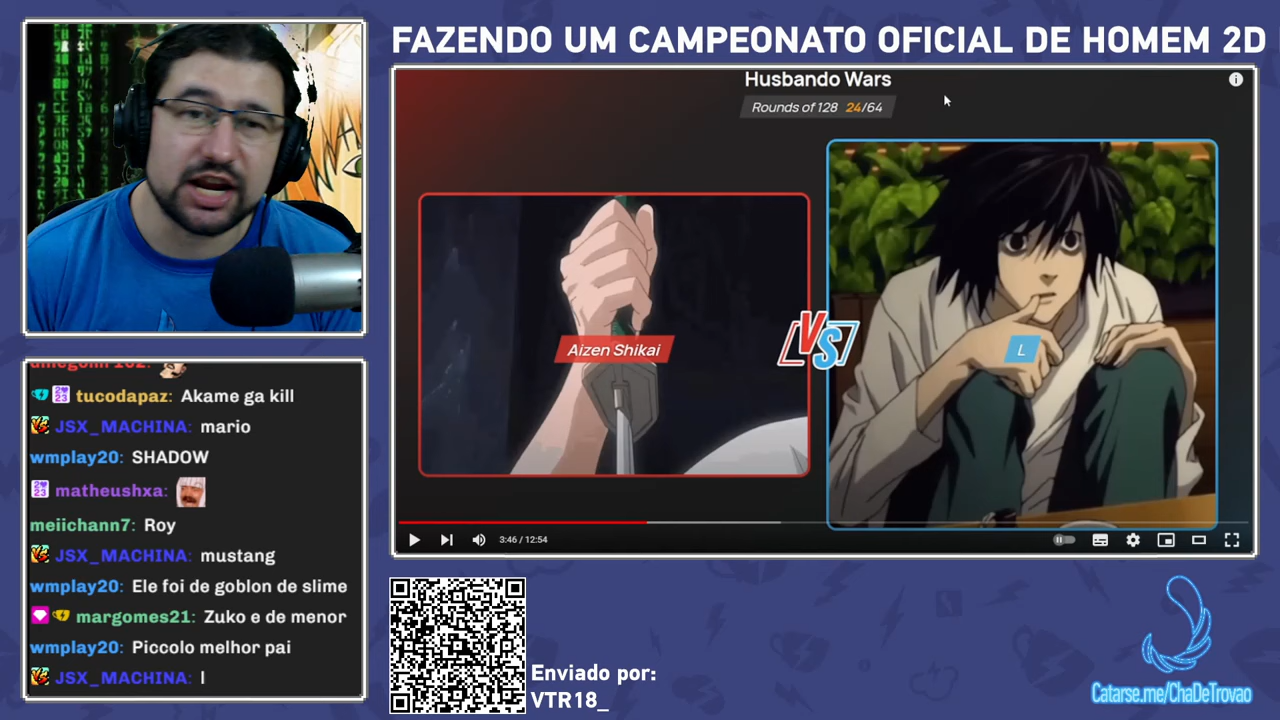 FAZENDO UM CAMPEONATO OFICIAL DE HOMEM 2D
Husbando Wars
Rounds of 128 24/64
Aizen Shikai
VS
L
3:46 / 12:54
tucodapaz: Akame ga kill
JSX_MACHINA: mario
wmplay20: SHADOW
matheushxa:
meiichann7: Roy
JSX_MACHINA: mustang
wmplay20: Ele foi de goblon de slime
margomes21: Zuko e de menor
wmplay20: Piccolo melhor pai
JSX_MACHINA: l
Enviado por:
VTR18_
Catarse.me/ChaDeTrovao